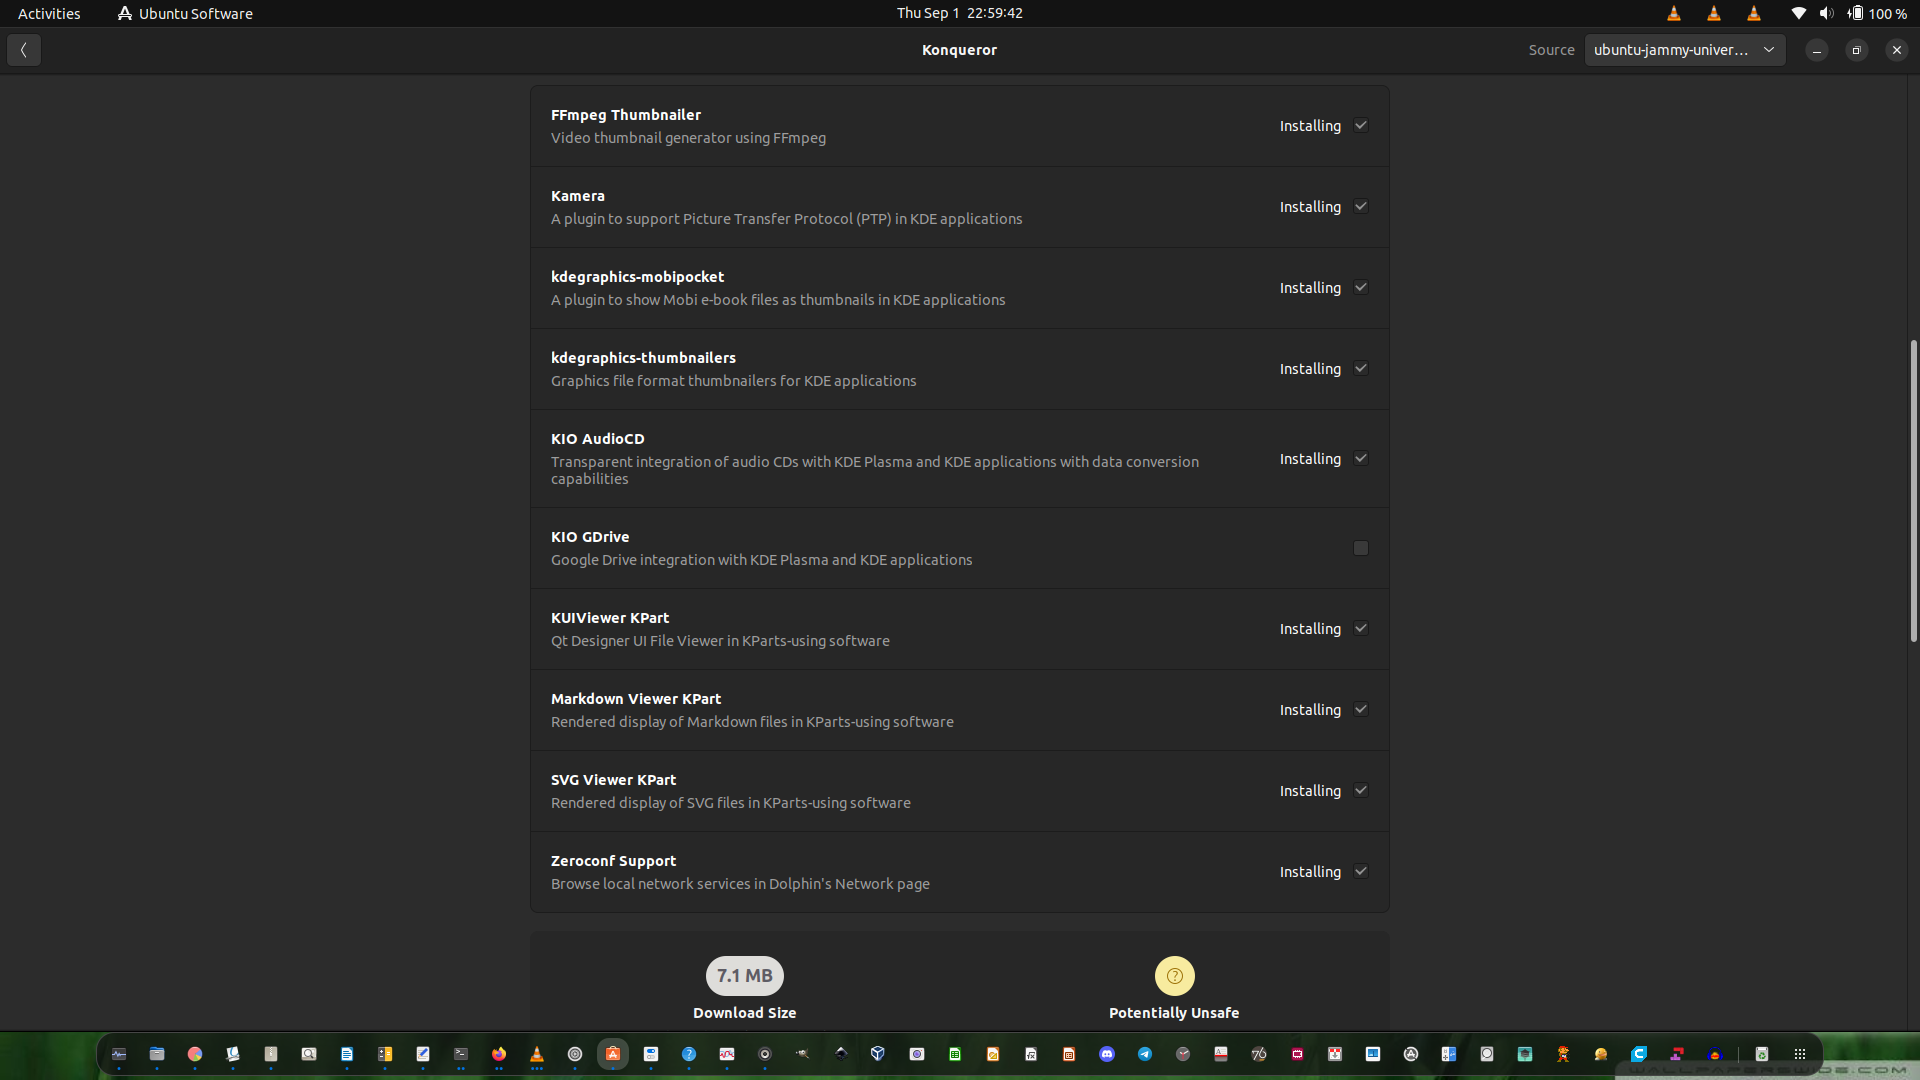 Activities
Ubuntu Software
Thu Sep 1 22:59:42
100 %
Konqueror
Source
ubuntu-jammy-univer...
FFmpeg Thumbnailer
Video thumbnail generator using FFmpeg
Installing
Kamera
A plugin to support Picture Transfer Protocol (PTP) in KDE applications
Installing
kdegraphics-mobipocket
A plugin to show Mobi e-book files as thumbnails in KDE applications
Installing
kdegraphics-thumbnailers
Graphics file format thumbnailers for KDE applications
Installing
KIO AudioCD
Transparent integration of audio CDs with KDE Plasma and KDE applications with data conversion
capabilities
Installing
KIO GDrive
Google Drive integration with KDE Plasma and KDE applications
KUIViewer KPart
Qt Designer UI File Viewer in KParts-using software
Installing
Markdown Viewer KPart
Rendered display of Markdown files in KParts-using software
Installing
SVG Viewer KPart
Rendered display of SVG files in KParts-using software
Installing
Zeroconf Support
Browse local network services in Dolphin's Network page
Installing
7.1 MB
Download Size
Potentially Unsafe
WALLPAPERSWIDE.COM